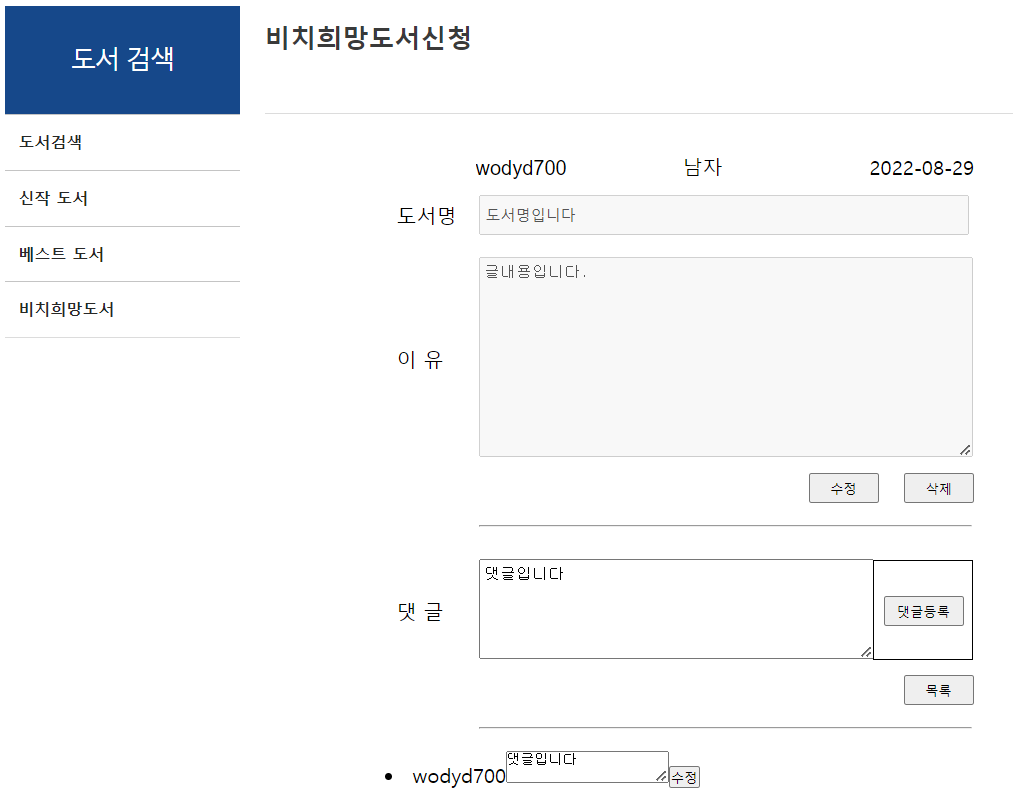 도서 검색
비치희망도서신청
도서검색
신작 도서
베스트 도서
비치희망도서
wodyd700 남자 2022-08-29
도서명 도서명입니다
이 유 글내용입니다.
수정 삭제
댓 글 댓글입니다 댓글등록
목록
wodyd700 댓글입니다 수정